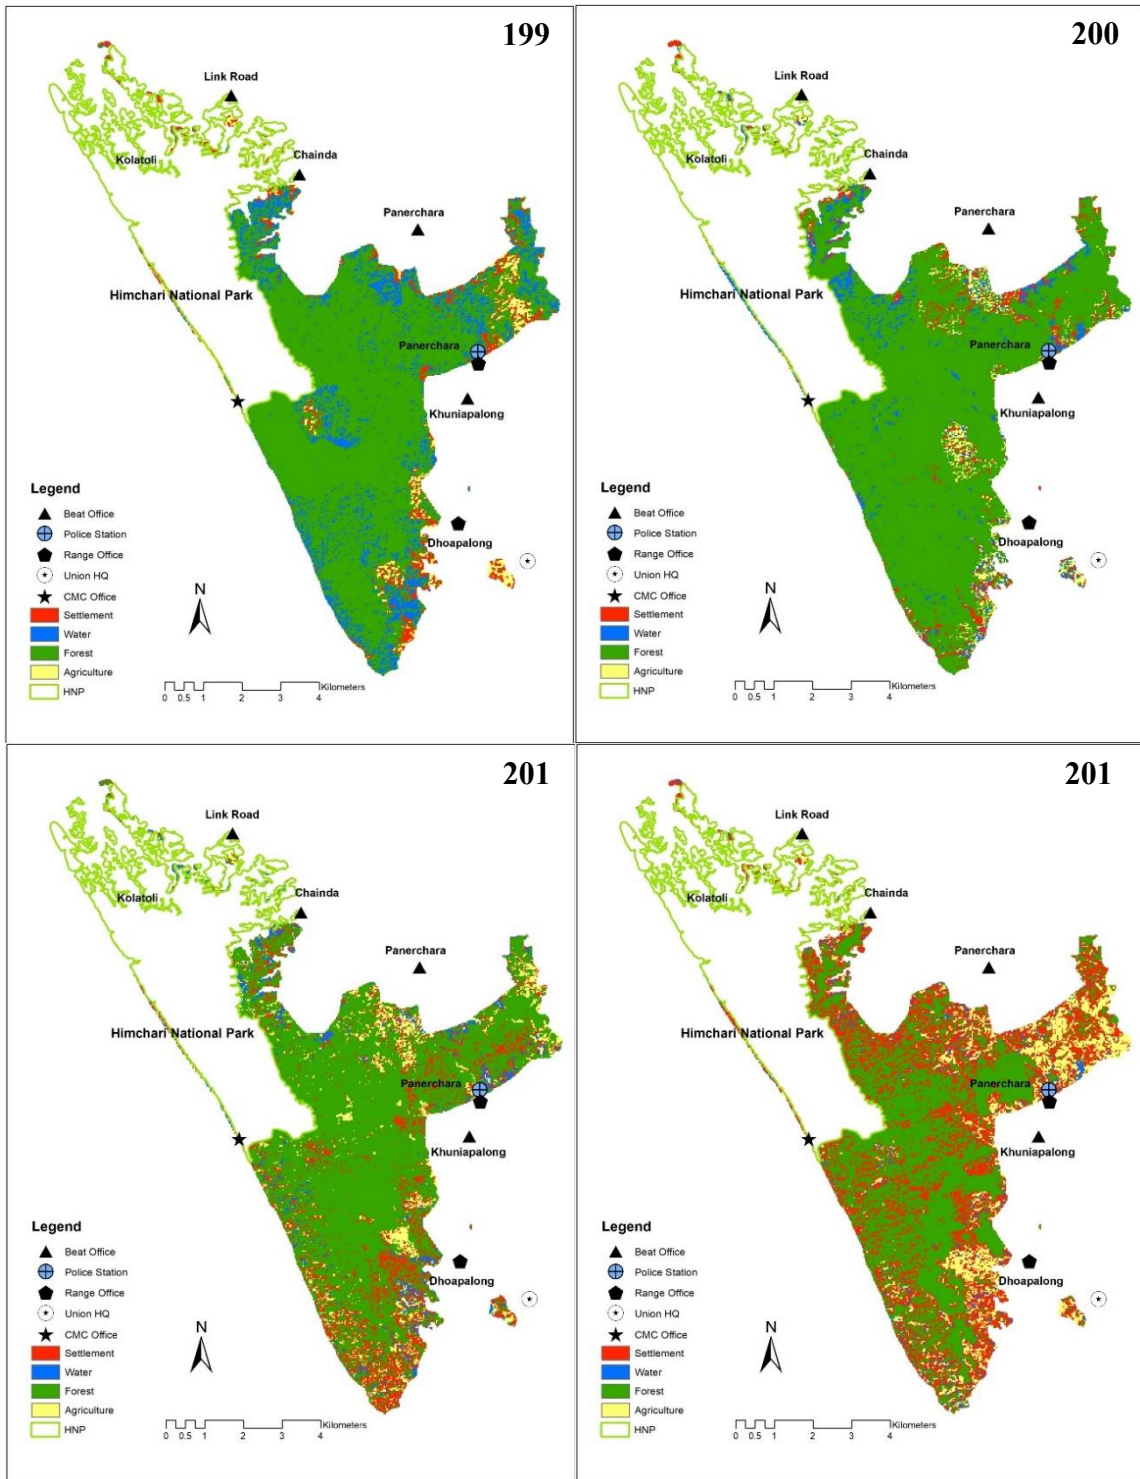 199
Link Road
Chainda
Kolatoli
Panerchara
Himchari National Park
Panerchara
Khuniapalong
Legend
Beat Office
Police Station
Range Office
Union HQ
CMC Office
Settlement
Water
Forest
Agriculture
HNP
Dhoapalong
N
Kilometers
0 0.5 1 2 3 4
200
Link Road
Chainda
Kolatoli
Panerchara
Himchari National Park
Panerchara
Khuniapalong
Legend
Beat Office
Police Station
Range Office
Union HQ
CMC Office
Settlement
Water
Forest
Agriculture
HNP
Dhoapalong
N
Kilometers
0 0.5 1 2 3 4
201
Link Road
Chainda
Kolatoli
Panerchara
Himchari National Park
Panerchara
Khuniapalong
Legend
Beat Office
Police Station
Range Office
Union HQ
CMC Office
Settlement
Water
Forest
Agriculture
HNP
Dhoapalong
N
Kilometers
0 0.5 1 2 3 4
201
Link Road
Chainda
Kolatoli
Panerchara
Himchari National Park
Panerchara
Khuniapalong
Legend
Beat Office
Police Station
Range Office
Union HQ
CMC Office
Settlement
Water
Forest
Agriculture
HNP
Dhoapalong
N
Kilometers
0 0.5 1 2 3 4